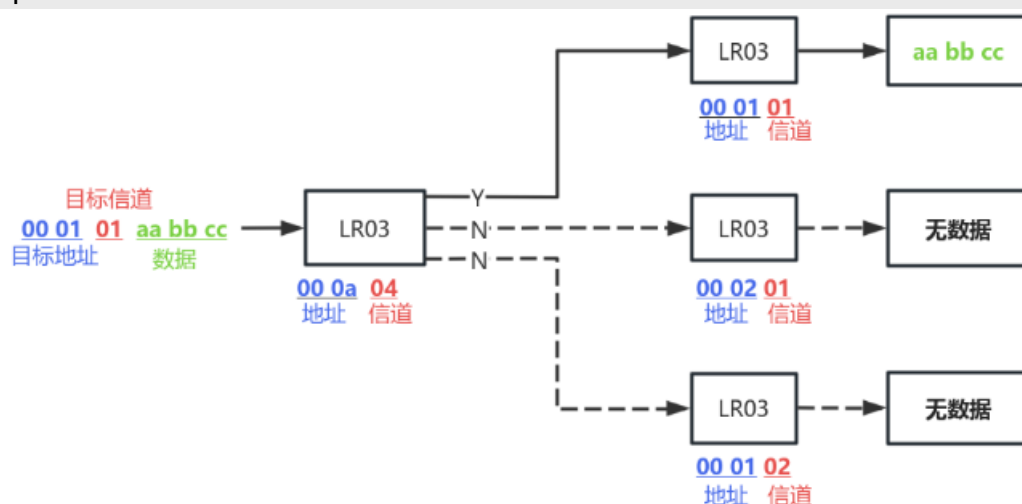 LR03
aa bb cc
00 01 01
地址 信道
目标信道
00 01 01 aa bb cc
目标地址 数据
LR03
00 0a 04
地址 信道
Y
N
N
LR03
无数据
00 02 01
地址 信道
LR03
无数据
00 01 02
地址 信道